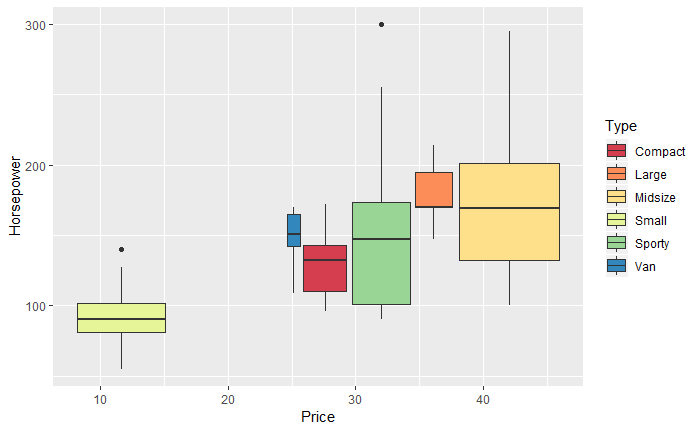 300
200
100
Horsepower
10 20 30 40
Price
Type
Compact
Large
Midsize
Small
Sporty
Van